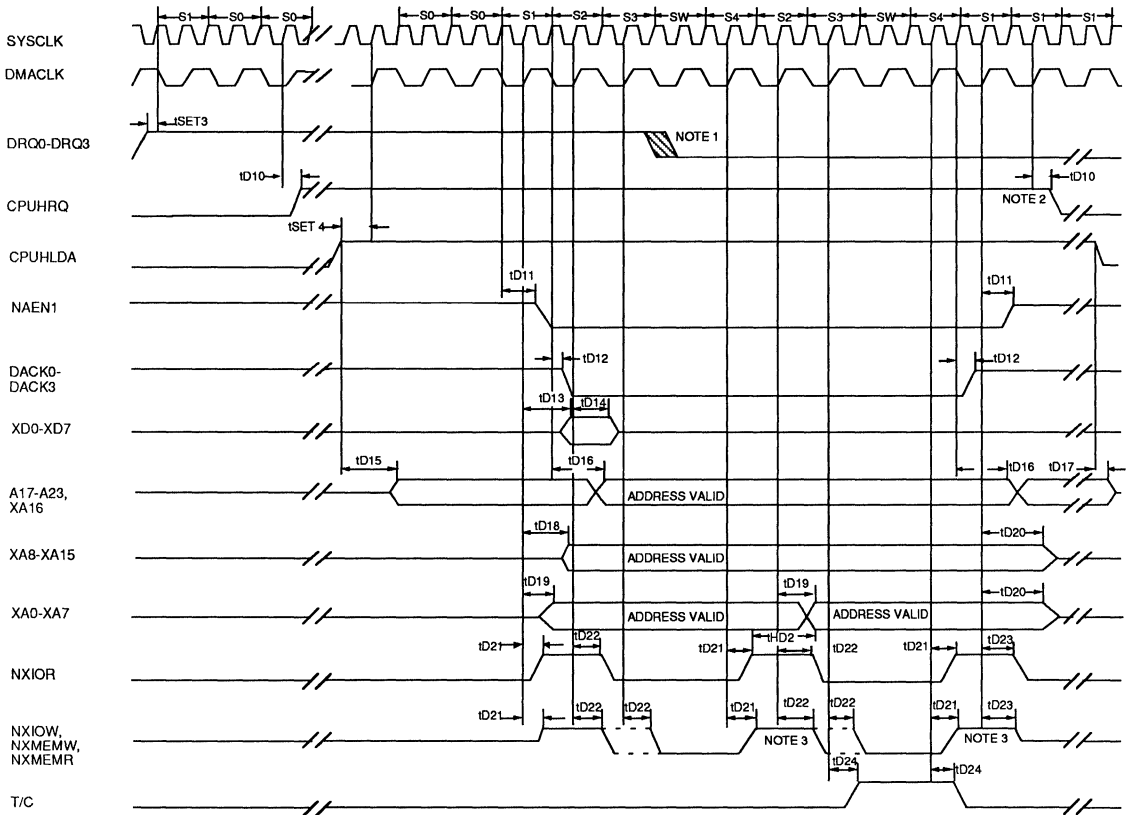 S1 S0 S0 S0 S0 S1 S2 S3 SW S4 S2 S3 SW S4 S1 S1 S1
SYSCLK
DMACLK
tSET3
DRQ0-DRQ3 NOTE 1
tD10 tD10
CPUHRQ NOTE 2
tSET 4
CPUHLDA
tD11 tD11
NAEN1
tD12 tD12
DACK0-
DACK3
tD13 tD14
XD0-XD7
tD15 tD16 tD16 tD17
A17-A23, ADDRESS VALID
XA16
tD18 tD20
XA8-XA15 ADDRESS VALID
tD19 tD19 tD20
XA0-XA7 ADDRESS VALID ADDRESS VALID
tHD2
tD21 tD22 tD21 tD22 tD21 tD23
NXIOR
tD21 tD22 tD22 tD21 tD22 tD22 tD21 tD23
NXIOW, NOTE 3 NOTE 3
NXMEMW,
NXMEMR
tD24 tD24
T/C